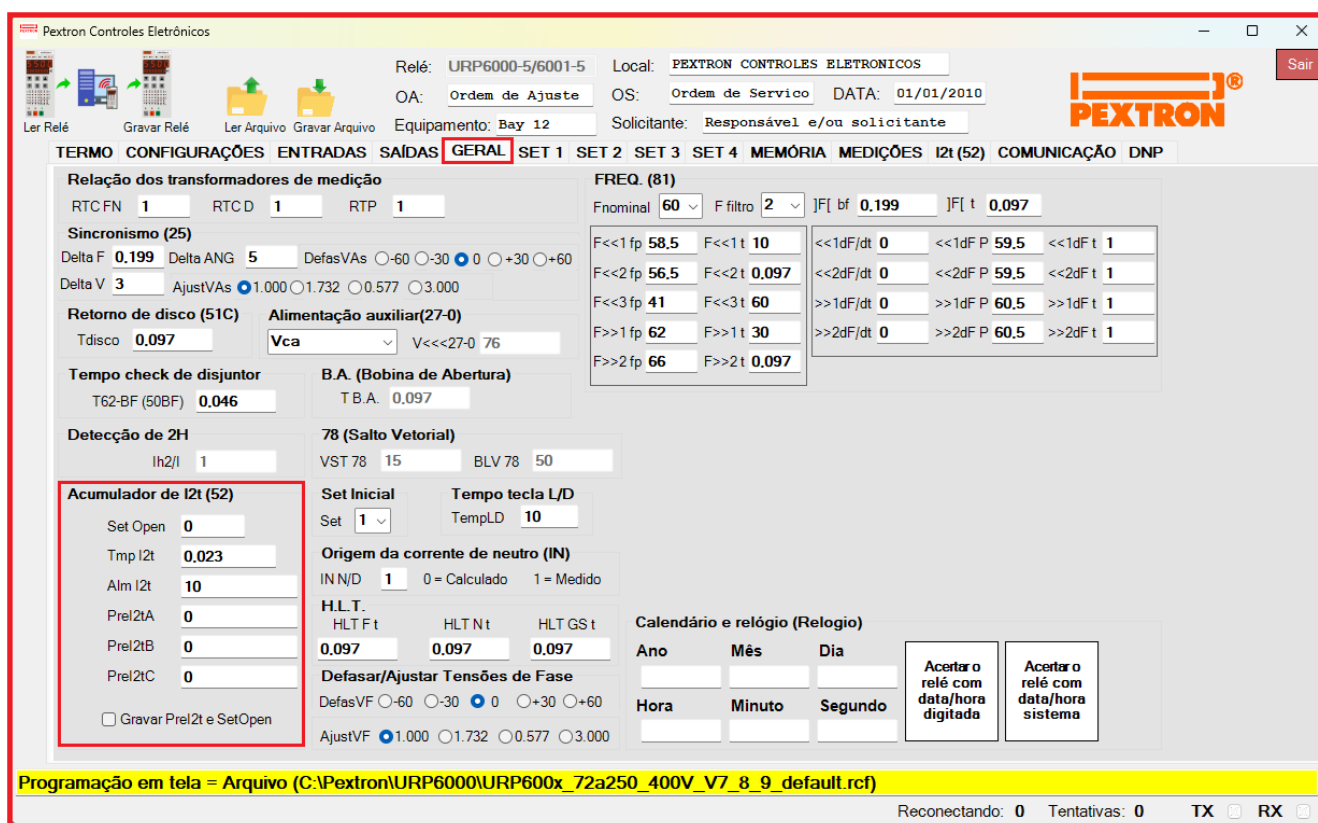 Pextron Controles Eletrônicos
Relé: URP6000-5/6001-5 Local: PEXTRON CONTROLES ELETRONICOS Sair
OA: Ordem de Ajuste OS: Ordem de Servico DATA: 01/01/2010
Equipamento: Bay 12 Solicitante: Responsável e/ou solicitante
PEXTRON®
Ler Relé Gravar Relé Ler Arquivo Gravar Arquivo
TERMO CONFIGURAÇÕES ENTRADAS SAÍDAS GERAL SET 1 SET 2 SET 3 SET 4 MEMÓRIA MEDIÇÕES I2t (52) COMUNICAÇÃO DNP
Relação dos transformadores de medição
RTC FN 1 RTC D 1 RTP 1
Sincronismo (25)
Delta F 0,199 Delta ANG 5 DefasVAs -60 -30 0 +30 +60
Delta V 3 AjustVAs 1.000 1.732 0.577 3.000
Retorno de disco (51C)
Tdisco 0,097
Alimentação auxiliar(27-0)
Vca V<<<27-0 76
Tempo check de disjuntor
T62-BF (50BF) 0,046
B.A. (Bobina de Abertura)
T B.A. 0,097
Detecção de 2H
Ih2/I 1
78 (Salto Vetorial)
VST 78 15 BLV 78 50
Acumulador de I2t (52)
Set Open 0
Tmp I2t 0,023
Alm I2t 10
PreI2tA 0
PreI2tB 0
PreI2tC 0
Gravar PreI2t e SetOpen
Set Inicial
Set 1
Tempo tecla L/D
TempLD 10
Origem da corrente de neutro (IN)
IN N/D 1 0 = Calculado 1 = Medido
H.L.T.
HLT F t HLT N t HLT GS t
0,097 0,097 0,097
Defasar/Ajustar Tensões de Fase
DefasVF -60 -30 0 +30 +60
AjustVF 1.000 1.732 0.577 3.000
FREQ. (81)
Fnominal 60 F filtro 2 ]F[ bf 0,199 ]F[ t 0,097
F<<1 fp 58,5 F<<1 t 10 <<1dF/dt 0 <<1dF P 59,5 <<1dF t 1
F<<2 fp 56,5 F<<2 t 0,097 <<2dF/dt 0 <<2dF P 59,5 <<2dF t 1
F<<3 fp 41 F<<3 t 60 >>1dF/dt 0 >>1dF P 60,5 >>1dF t 1
F>>1 fp 62 F>>1 t 30 >>2dF/dt 0 >>2dF P 60,5 >>2dF t 1
F>>2 fp 66 F>>2 t 0,097
Calendário e relógio (Relogio)
Ano Mês Dia
Hora Minuto Segundo
Acertar o
relé com
data/hora
digitada
Acertar o
relé com
data/hora
sistema
Programação em tela = Arquivo (C:\Pextron\URP6000\URP600x_72a250_400V_V7_8_9_default.rcf)
Reconectando: 0 Tentativas: 0 TX RX